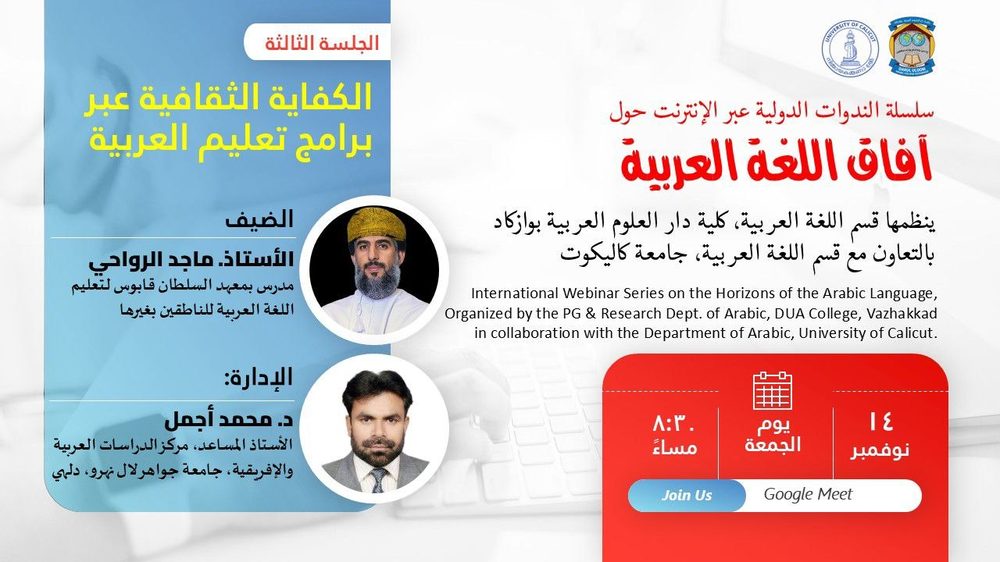 UNIVERSITY OF CALICUT
سلسلة الندوات الدولية عبر الإنترنت حول
آفاق اللغة العربية
ينظمها قسم اللغة العربية، كلية دار العلوم العربية بوازكاد
بالتعاون مع قسم اللغة العربية، جامعة كاليكوت
International Webinar Series on the Horizons of the Arabic Language,
Organized by the PG & Research Dept. of Arabic, DUA College, Vazhakkad
in collaboration with the Department of Arabic, University of Calicut.
١٤
نوفمبر
يوم
الجمعة
٨:٣٠
مساءً
Join Us
Google Meet
الجلسة الثالثة
الكفاية الثقافية عبر
برامج تعليم العربية
الضيف
الأستاذ. ماجد الرواحي
مدرس بمعهد السلطان قابوس لتعليم
اللغة العربية للناطقين بغيرها
الإدارة:
د. محمد أجمل
الأستاذ المساعد، مركز الدراسات العربية
والإفريقية، جامعة جواهرلال نهرو، دلهي